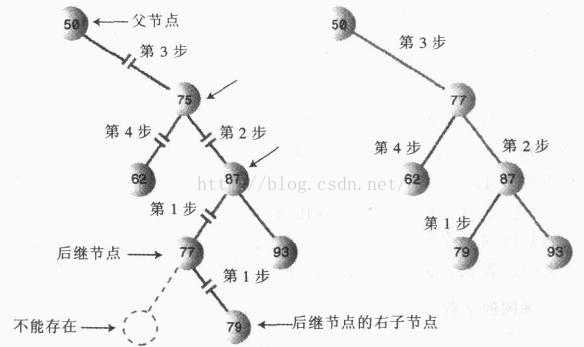 50
父节点
第 3 步
75
第 4 步
第 2 步
62
87
第 1 步
后继节点
77
93
第 1 步
不能存在
79
后继节点的右子节点
50
第 3 步
77
第 4 步
第 2 步
62
87
第 1 步
79
93
http://blog.csdn.net/